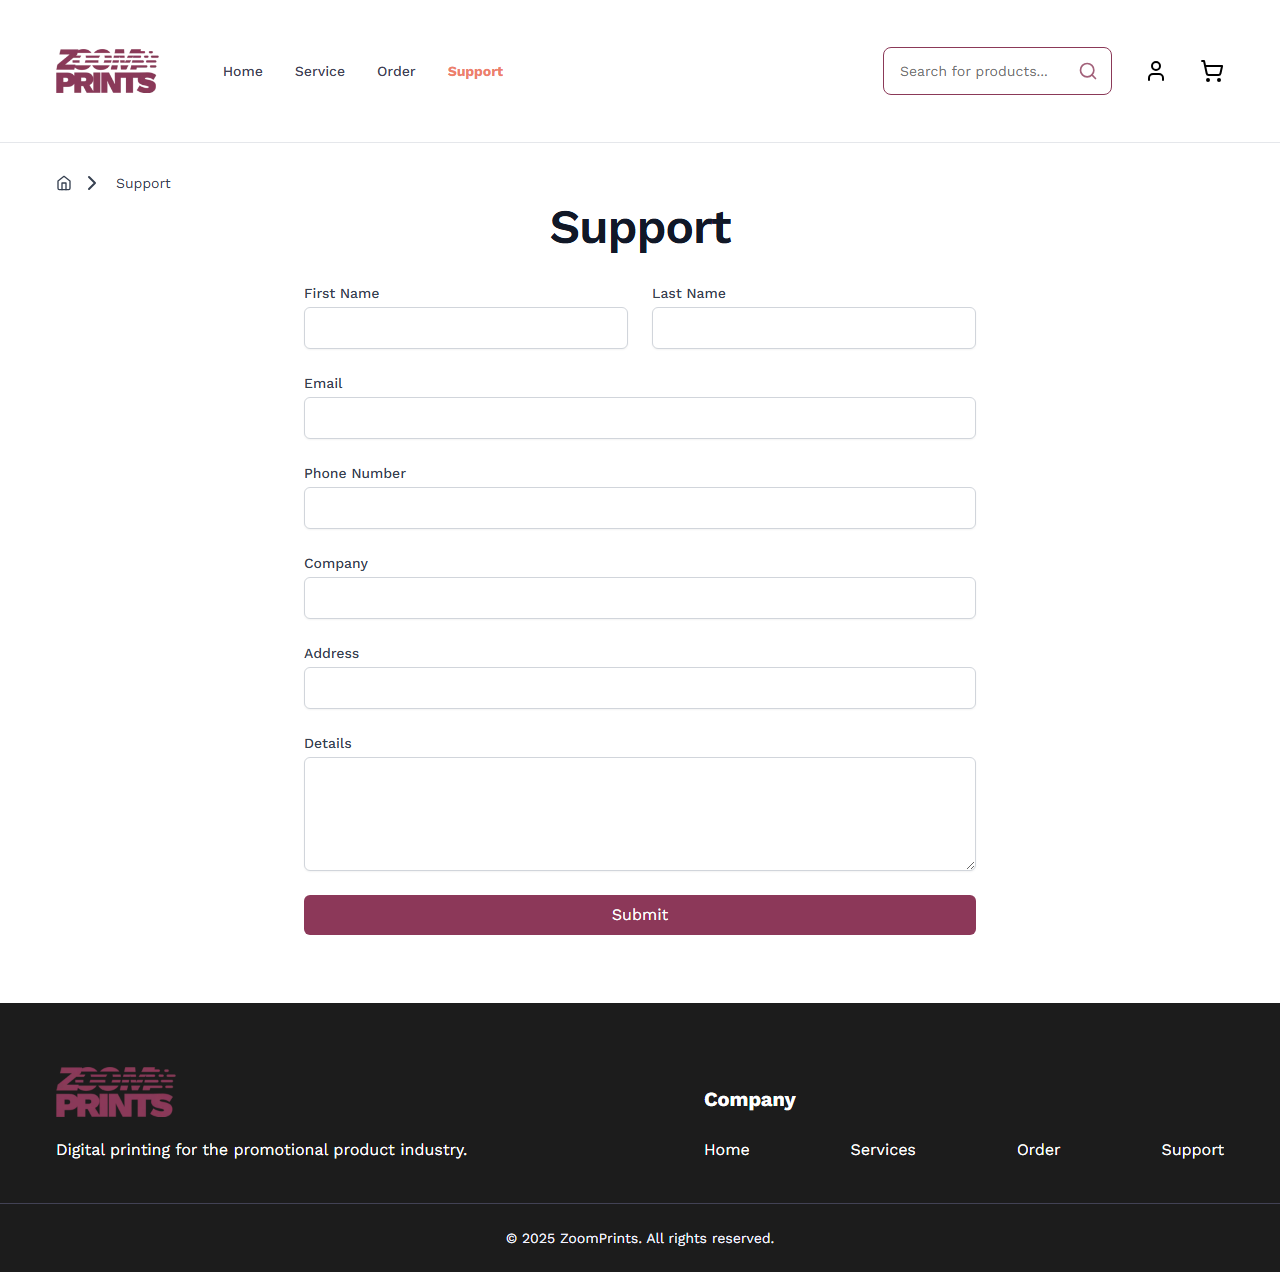 ZOOM
PRINTS
Home
Service
Order
Support
Search for products...
Support
Support
First Name
Last Name
Email
Phone Number
Company
Address
Details
Submit
ZOOM
PRINTS
Digital printing for the promotional product industry.
Company
Home
Services
Order
Support
© 2025 ZoomPrints. All rights reserved.